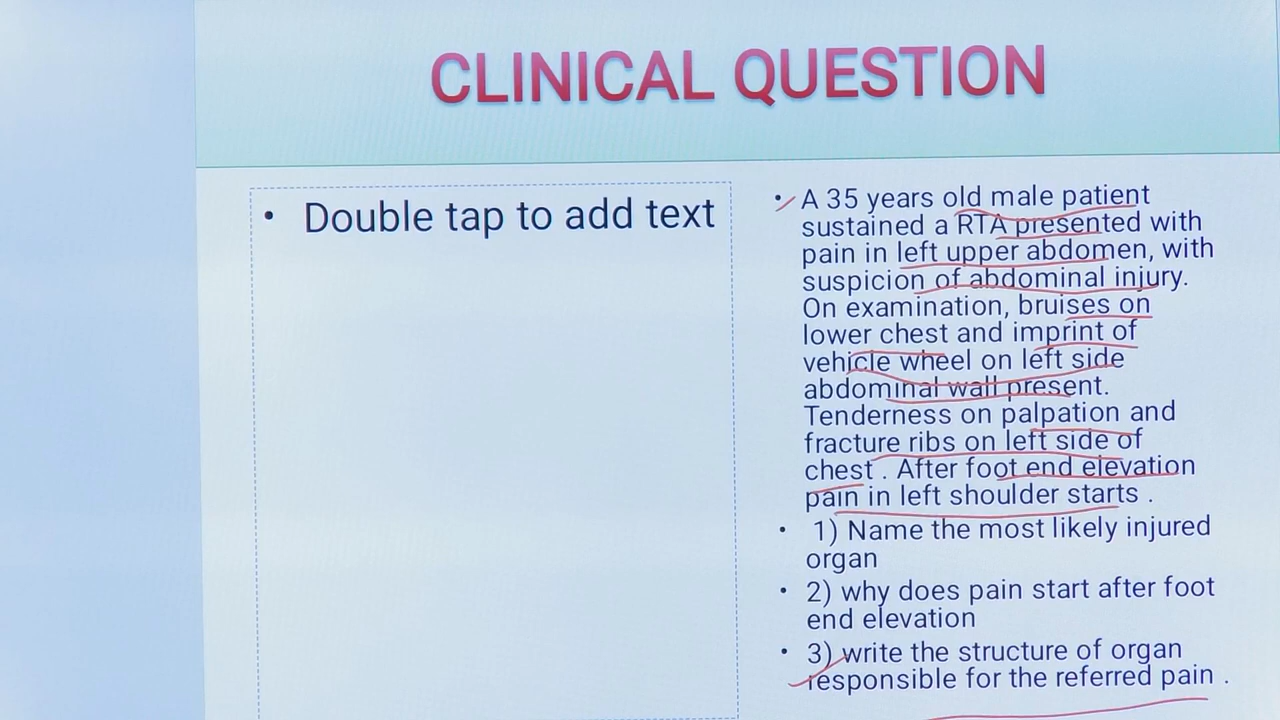 CLINICAL QUESTION
• Double tap to add text
• A 35 years old male patient
sustained a RTA presented with
pain in left upper abdomen, with
suspicion of abdominal injury.
On examination, bruises on
lower chest and imprint of
vehicle wheel on left side
abdominal wall present.
Tenderness on palpation and
fracture ribs on left side of
chest . After foot end elevation
pain in left shoulder starts .
• 1) Name the most likely injured
organ
• 2) why does pain start after foot
end elevation
• 3) write the structure of organ
responsible for the referred pain .